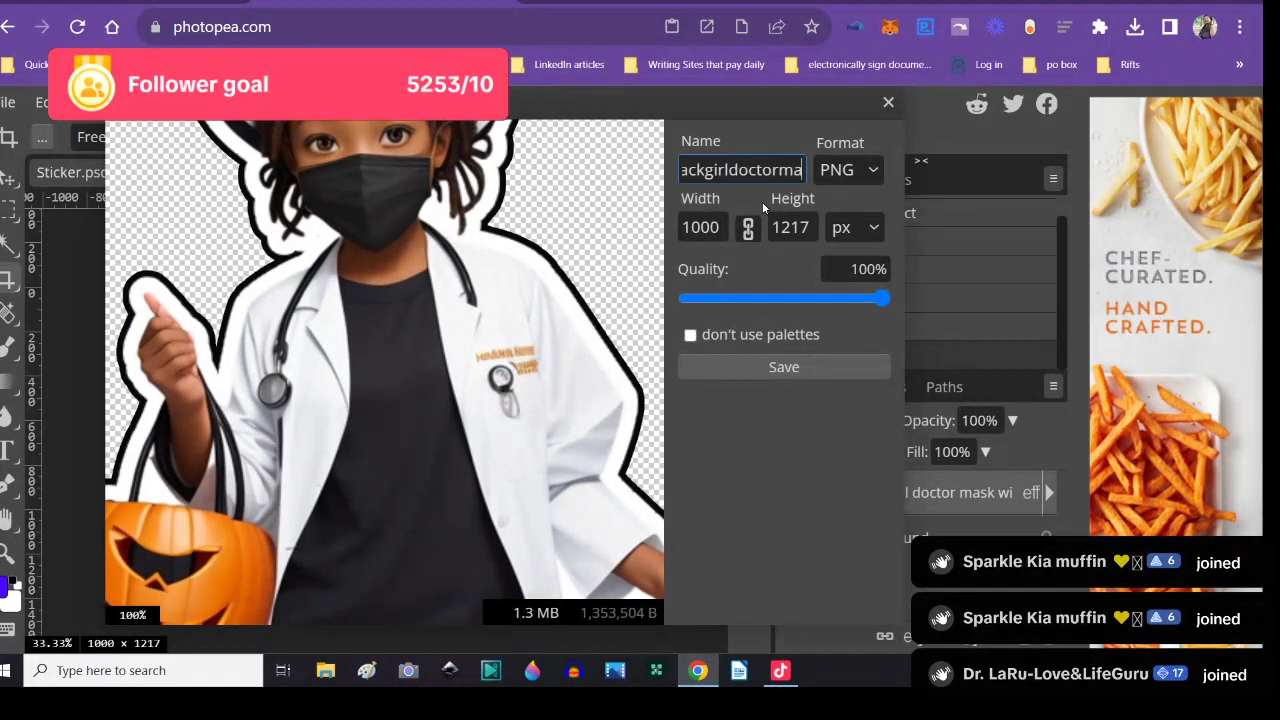 photopea.com
Quick
LinkedIn articles
Writing Sites that pay daily
electronically sign docume...
Log in
po box
Rifts
»
Follower goal 5253/10
File
...
Free
Sticker.psd
Name
Format
ackgirldoctorma
PNG
Width
Height
1000
1217
px
Quality:
100%
don't use palettes
Save
> <
Paths
Opacity: 100%
Fill: 100%
l doctor mask wi eff
CHEF-
CURATED.
HAND
CRAFTED.
100%
1.3 MB 1,353,504 B
33.33% 1000 x 1217
Sparkle Kia muffin 6 joined
Sparkle Kia muffin 6 joined
Dr. LaRu-Love&LifeGuru 17 joined
Type here to search